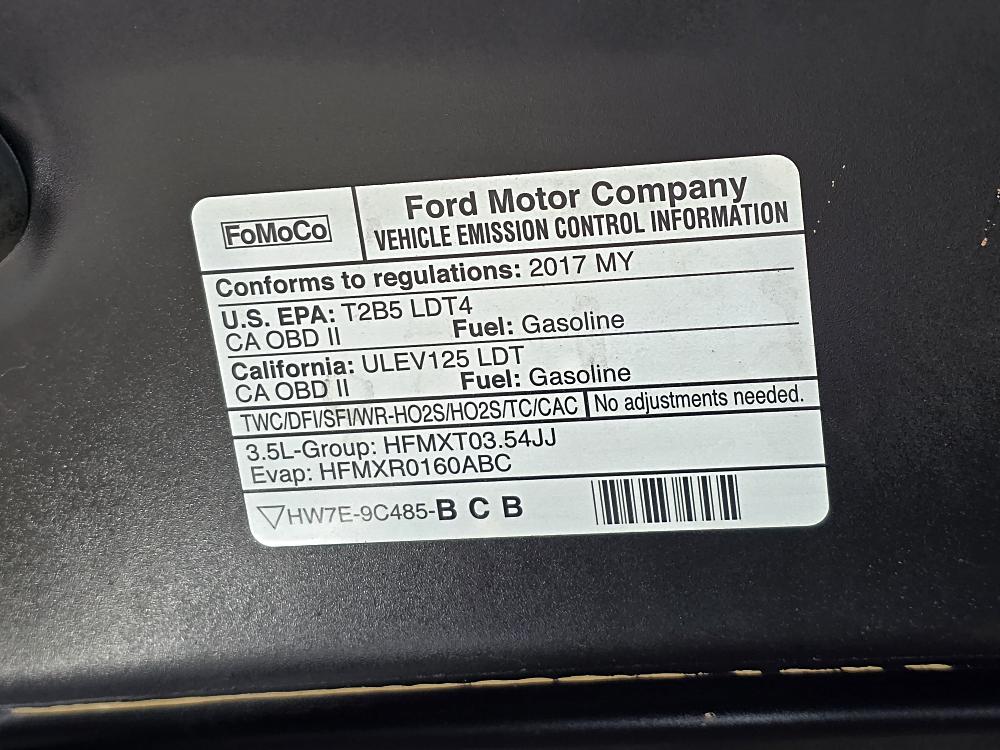 FoMoCo
Ford Motor Company
VEHICLE EMISSION CONTROL INFORMATION
Conforms to regulations: 2017 MY
U.S. EPA: T2B5 LDT4
CA OBD II Fuel: Gasoline
California: ULEV125 LDT
CA OBD II Fuel: Gasoline
TWC/DFI/SFI/WR-HO2S/HO2S/TC/CAC No adjustments needed.
3.5L-Group: HFMXT03.54JJ
Evap: HFMXR0160ABC
HW7E-9C485-B C B